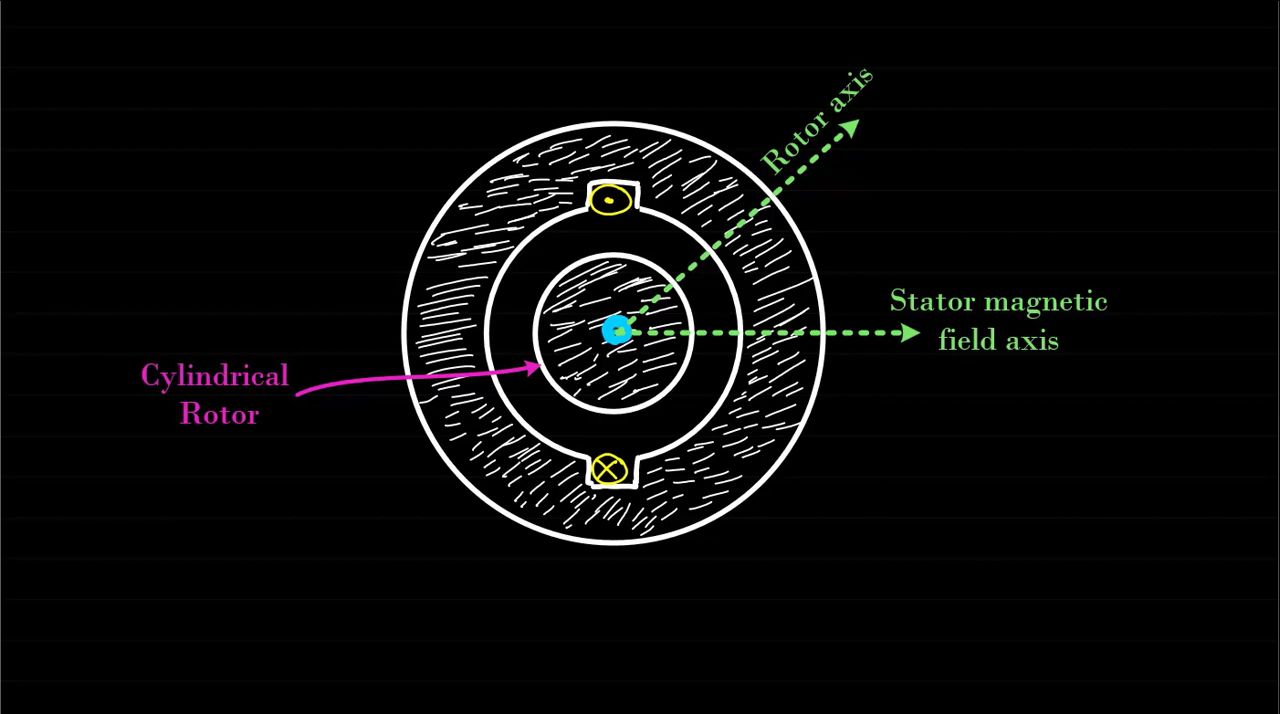 Rotor axis
Stator magnetic
field axis
Cylindrical
Rotor